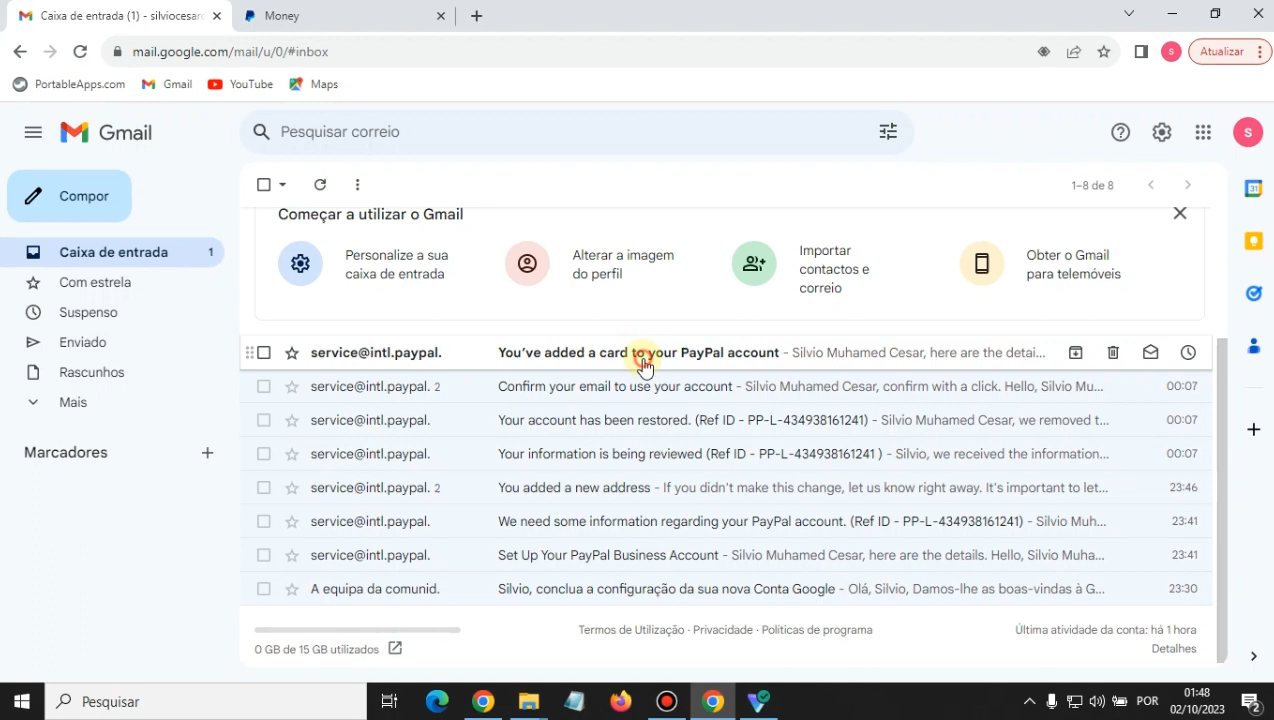 Caixa de entrada (1) - silviocesar
Money
mail.google.com/mail/u/0/#inbox
S
Atualizar
PortableApps.com
Gmail
YouTube
Maps
Gmail
Pesquisar correio
S
Compor
1–8 de 8
31
Caixa de entrada
1
Com estrela
Suspenso
Enviado
Rascunhos
Mais
Marcadores
Começar a utilizar o Gmail
Personalize a sua
caixa de entrada
Alterar a imagem
do perfil
Importar
contactos e
correio
Obter o Gmail
para telemóveis
service@intl.paypal. You've added a card to your PayPal account - Silvio Muhamed Cesar, here are the detai...
service@intl.paypal. 2 Confirm your email to use your account - Silvio Muhamed Cesar, confirm with a click. Hello, Silvio Mu... 00:07
service@intl.paypal. Your account has been restored. (Ref ID - PP-L-434938161241) - Silvio Muhamed Cesar, we removed t... 00:07
service@intl.paypal. Your information is being reviewed (Ref ID - PP-L-434938161241 ) - Silvio, we received the information... 00:07
service@intl.paypal. 2 You added a new address - If you didn't make this change, let us know right away. It's important to let... 23:46
service@intl.paypal. We need some information regarding your PayPal account. (Ref ID - PP-L-434938161241) - Silvio Muh... 23:41
service@intl.paypal. Set Up Your PayPal Business Account - Silvio Muhamed Cesar, here are the details. Hello, Silvio Muha... 23:41
A equipa da comunid. Silvio, conclua a configuração da sua nova Conta Google - Olá, Silvio, Damos-lhe as boas-vindas à G... 23:30
0 GB de 15 GB utilizados
Termos de Utilização · Privacidade · Políticas de programa
Última atividade da conta: há 1 hora
Detalhes
Pesquisar
POR
01:48
02/10/2023
2